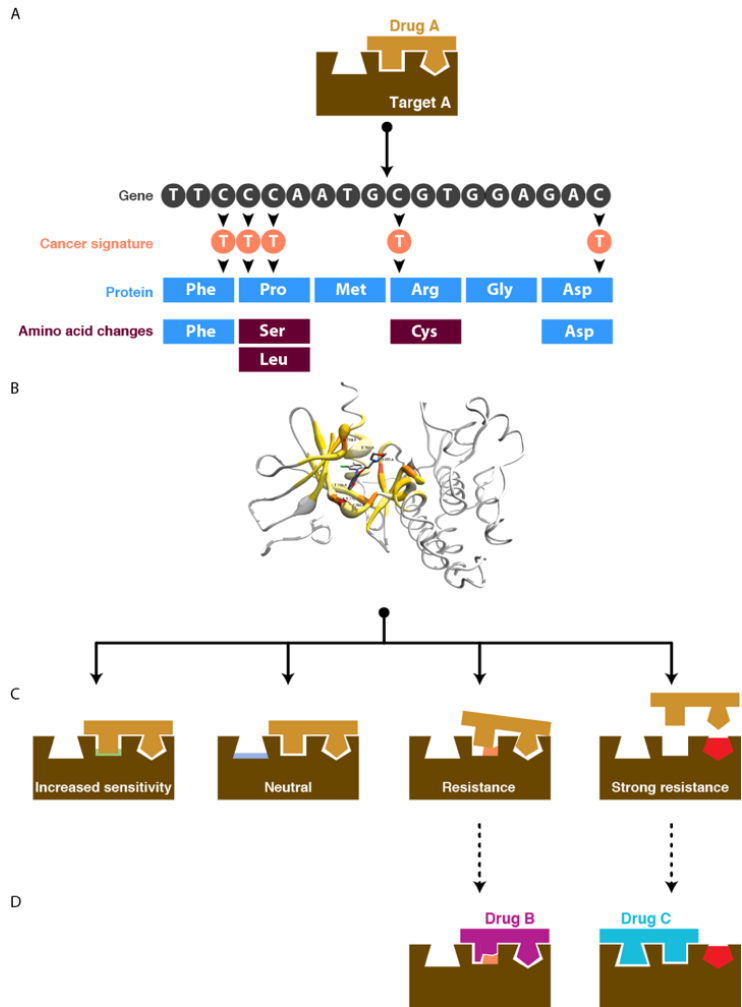 A
Drug A
Target A
Gene T T C C C A A T G C G T G G A G A C
Cancer signature T T T T T
Protein Phe Pro Met Arg Gly Asp
Amino acid changes Phe Ser Cys Asp
Leu
B
C
Increased sensitivity Neutral Resistance Strong resistance
D
Drug B Drug C